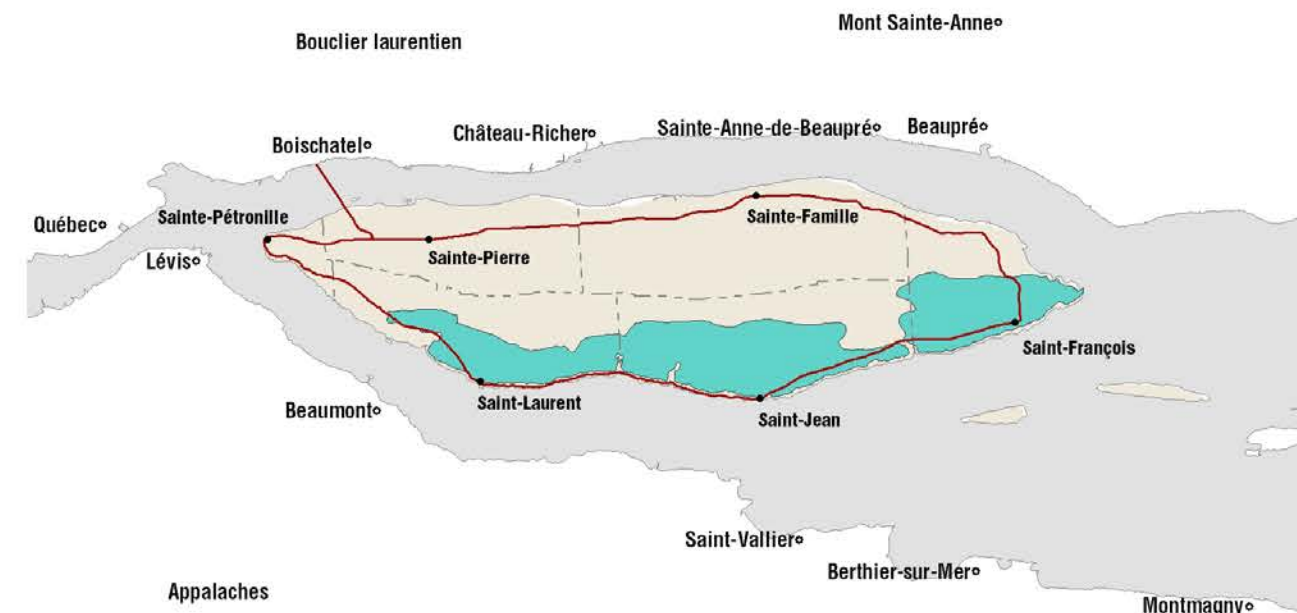 Mont Sainte-Anne
Bouclier laurentien
Château-Richer
Sainte-Anne-de-Beaupré
Beaupré
Boischatel
Sainte-Pétronille
Sainte-Famille
Québec
Sainte-Pierre
Lévis
Saint-François
Saint-Laurent
Beaumont
Saint-Jean
Saint-Vallier
Berthier-sur-Mer
Appalaches
Montmagny